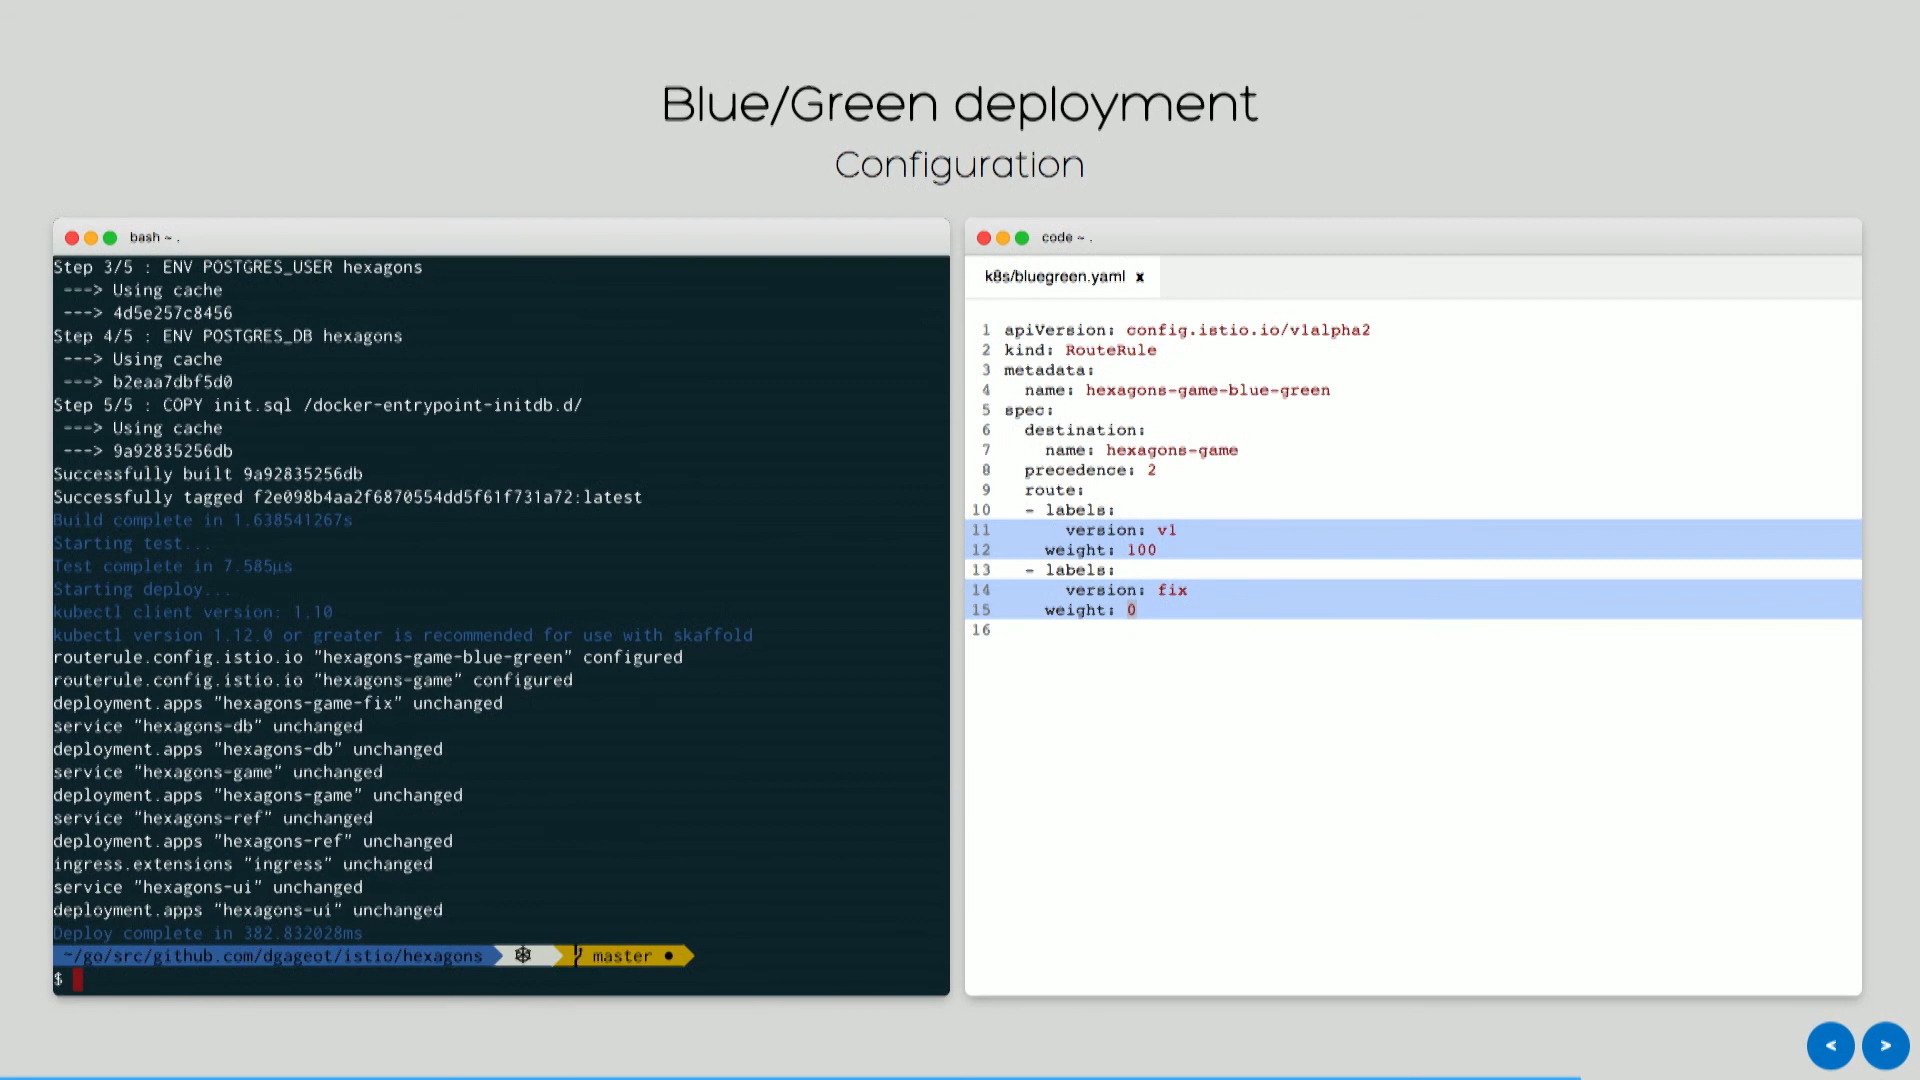 Blue/Green deployment
Configuration
bash ~ .
Step 3/5 : ENV POSTGRES_USER hexagons
---> Using cache
---> 4d5e257c8456
Step 4/5 : ENV POSTGRES_DB hexagons
---> Using cache
---> b2eaa7dbf5d0
Step 5/5 : COPY init.sql /docker-entrypoint-initdb.d/
---> Using cache
---> 9a92835256db
Successfully built 9a92835256db
Successfully tagged f2e098b4aa2f6870554dd5f61f731a72:latest
Build complete in 1.638541267s
Starting test...
Test complete in 7.585µs
Starting deploy...
kubectl client version: 1.10
kubectl version 1.12.0 or greater is recommended for use with skaffold
routerule.config.istio.io "hexagons-game-blue-green" configured
routerule.config.istio.io "hexagons-game" configured
deployment.apps "hexagons-game-fix" unchanged
service "hexagons-db" unchanged
deployment.apps "hexagons-db" unchanged
service "hexagons-game" unchanged
deployment.apps "hexagons-game" unchanged
service "hexagons-ref" unchanged
deployment.apps "hexagons-ref" unchanged
ingress.extensions "ingress" unchanged
service "hexagons-ui" unchanged
deployment.apps "hexagons-ui" unchanged
Deploy complete in 382.832028ms
~/go/src/github.com/dgageot/istio/hexagons master ●
$
code ~ .
k8s/bluegreen.yaml x
1 apiVersion: config.istio.io/v1alpha2
2 kind: RouteRule
3 metadata:
4 name: hexagons-game-blue-green
5 spec:
6 destination:
7 name: hexagons-game
8 precedence: 2
9 route:
10 - labels:
11 version: v1
12 weight: 100
13 - labels:
14 version: fix
15 weight: 0
16
< >